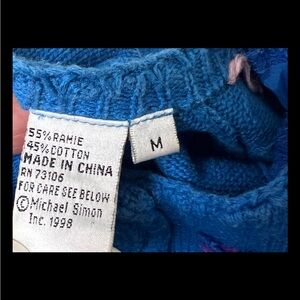 55% RAMIE
45% COTTON
MADE IN CHINA
RN 73106
FOR CARE SEE BELOW
©Michael Simon
Inc. 1998
M